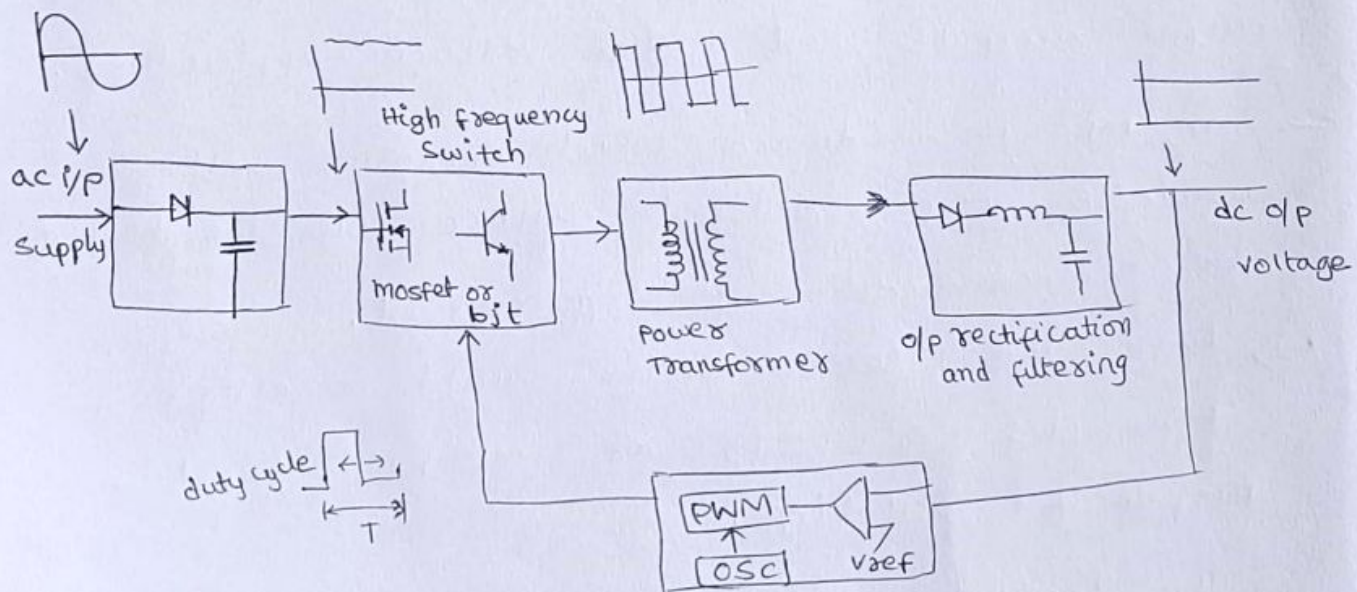 High frequency
Switch
ac i/p
Supply
mosfet or
bjt
Power
Transformer
o/p rectification
and filtering
dc o/p
voltage
duty cycle
T
PWM
OSC
Vref